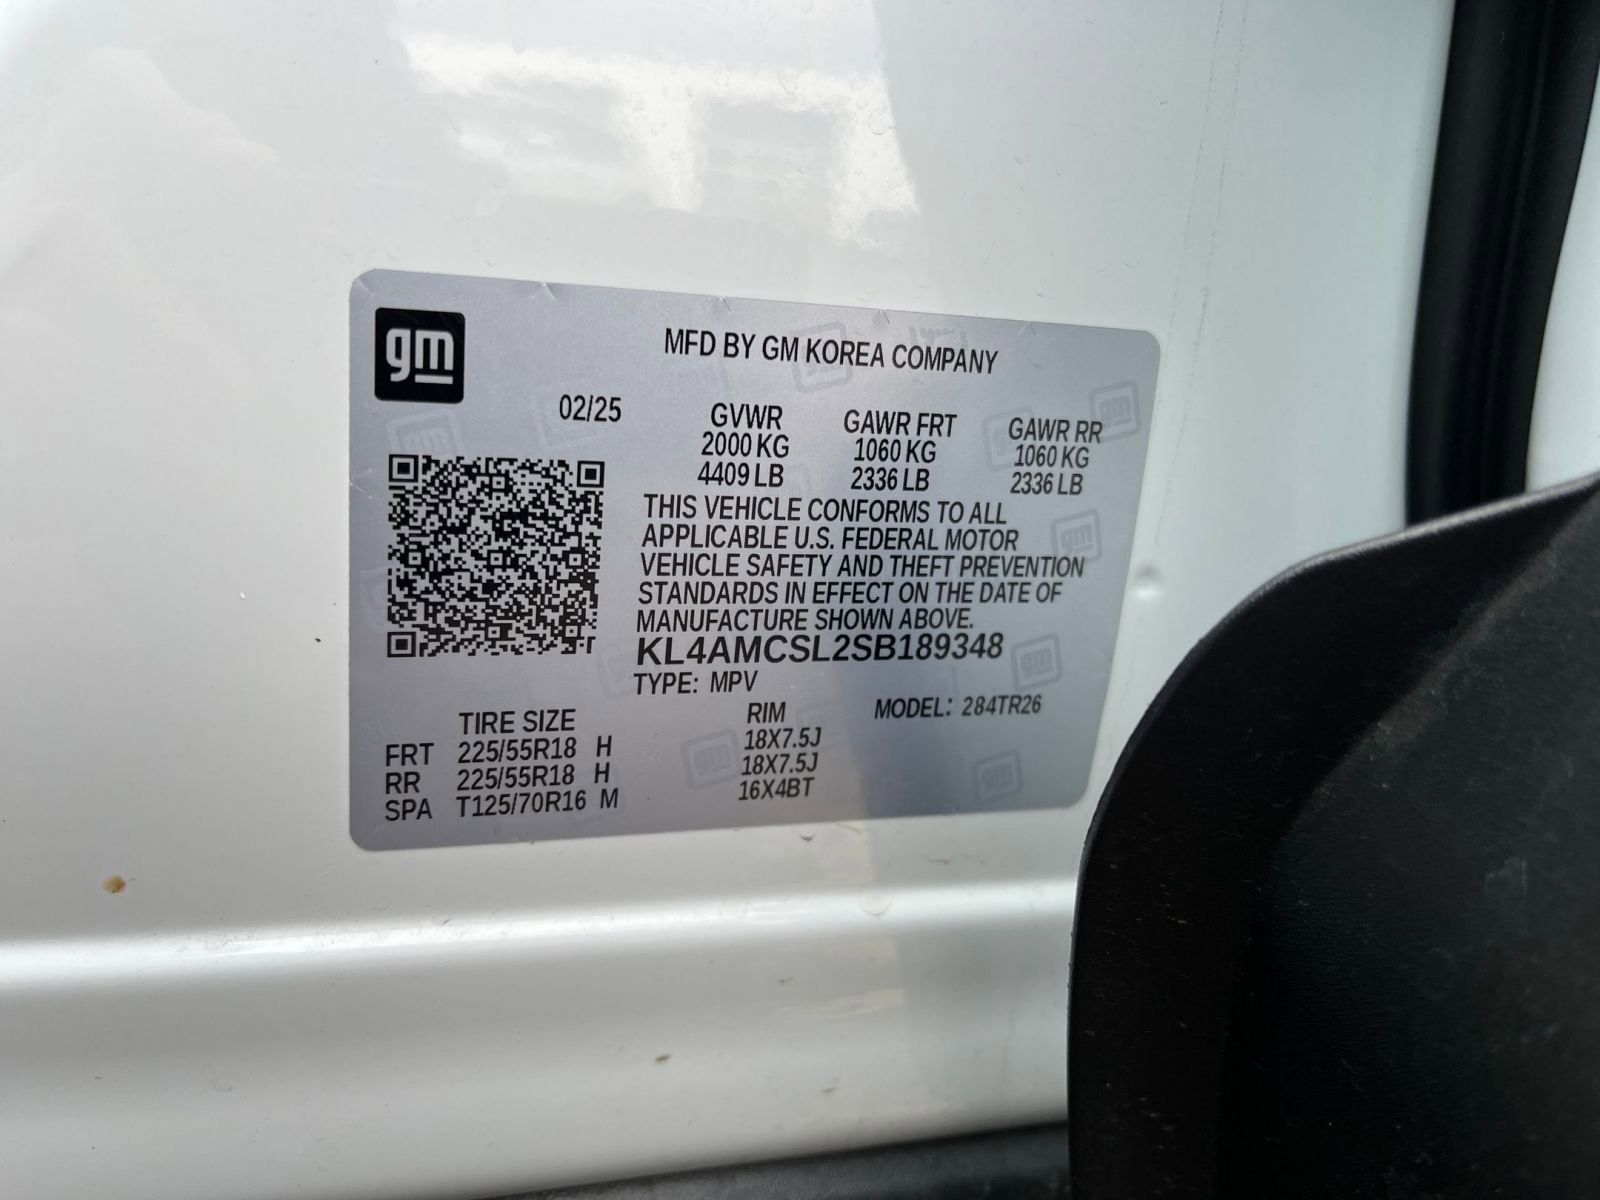 gm
MFD BY GM KOREA COMPANY
02/25 GVWR GAWR FRT GAWR RR
2000 KG 1060 KG 1060 KG
4409 LB 2336 LB 2336 LB
THIS VEHICLE CONFORMS TO ALL
APPLICABLE U.S. FEDERAL MOTOR
VEHICLE SAFETY AND THEFT PREVENTION
STANDARDS IN EFFECT ON THE DATE OF
MANUFACTURE SHOWN ABOVE.
KL4AMCSL2SB189348
TYPE: MPV MODEL: 284TR26
TIRE SIZE RIM
FRT 225/55R18 H 18X7.5J
RR 225/55R18 H 18X7.5J
SPA T125/70R16 M 16X4BT